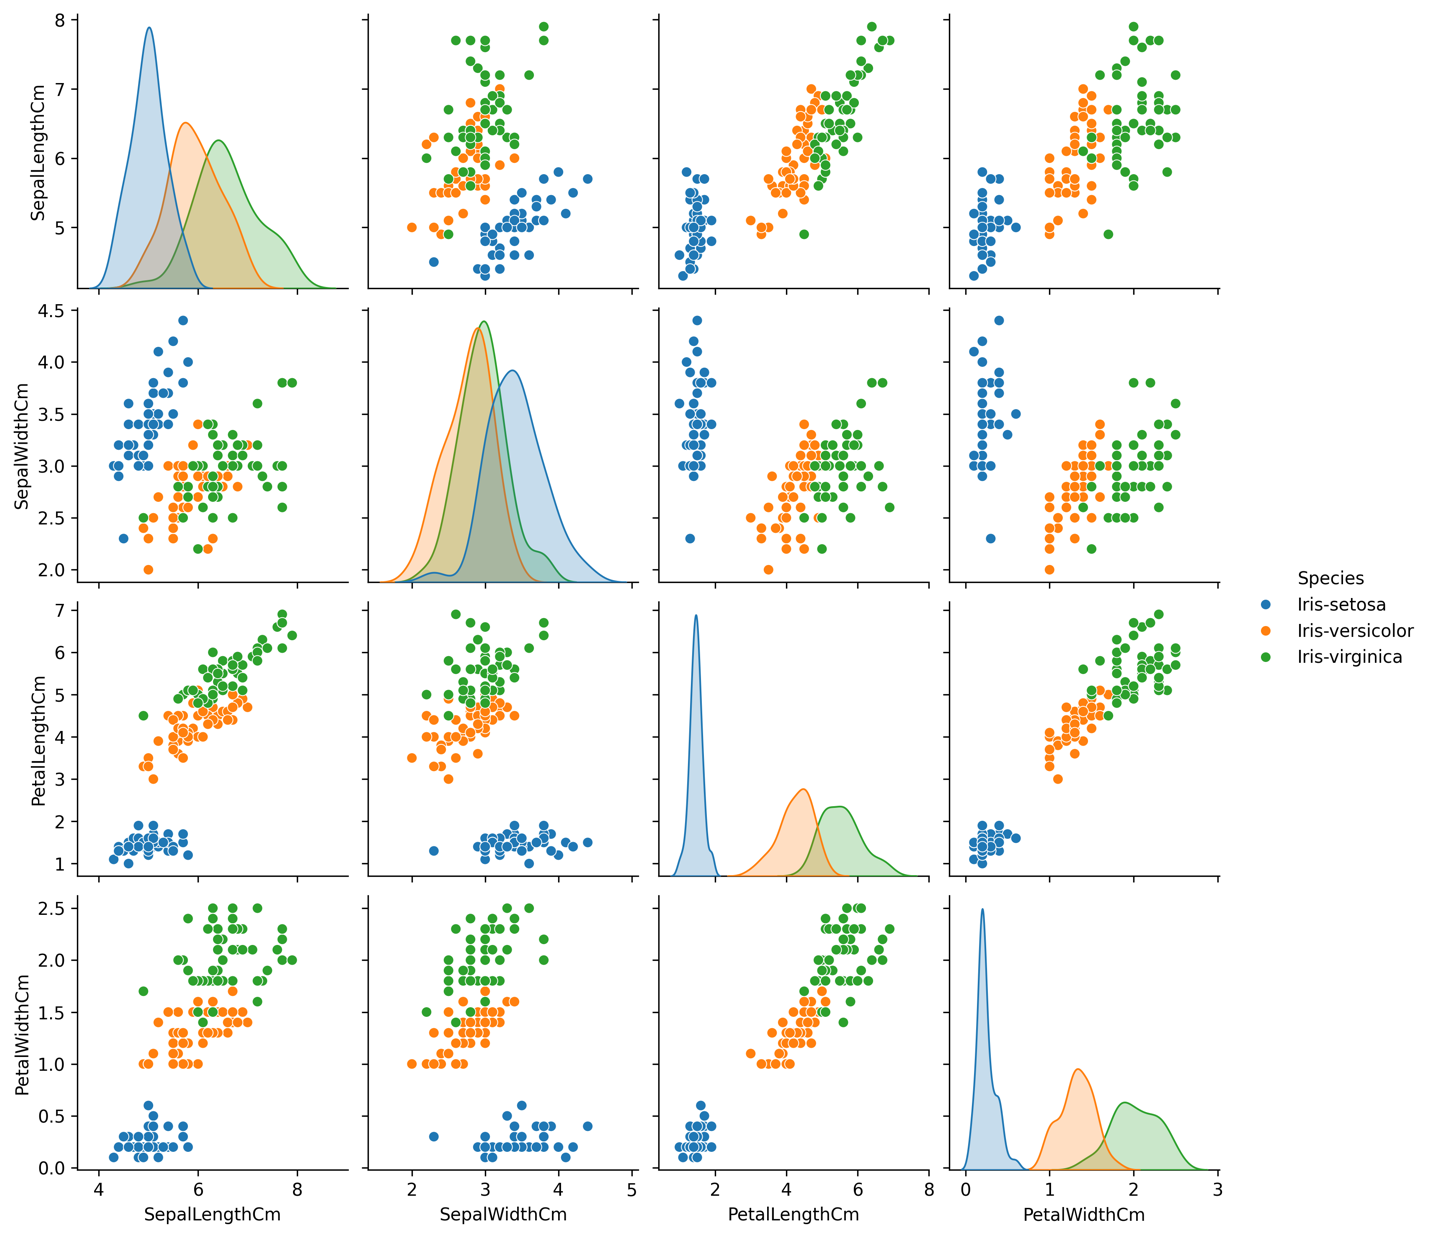 8
7
6
5
SepalLengthCm
4.5
4.0
3.5
3.0
2.5
2.0
SepalWidthCm
Species
Iris-setosa
Iris-versicolor
Iris-virginica
7
6
5
4
3
2
1
PetalLengthCm
2.5
2.0
1.5
1.0
0.5
0.0
PetalWidthCm
4 6 8 2 3 4 5 2 4 6 8 0 1 2 3
SepalLengthCm SepalWidthCm PetalLengthCm PetalWidthCm